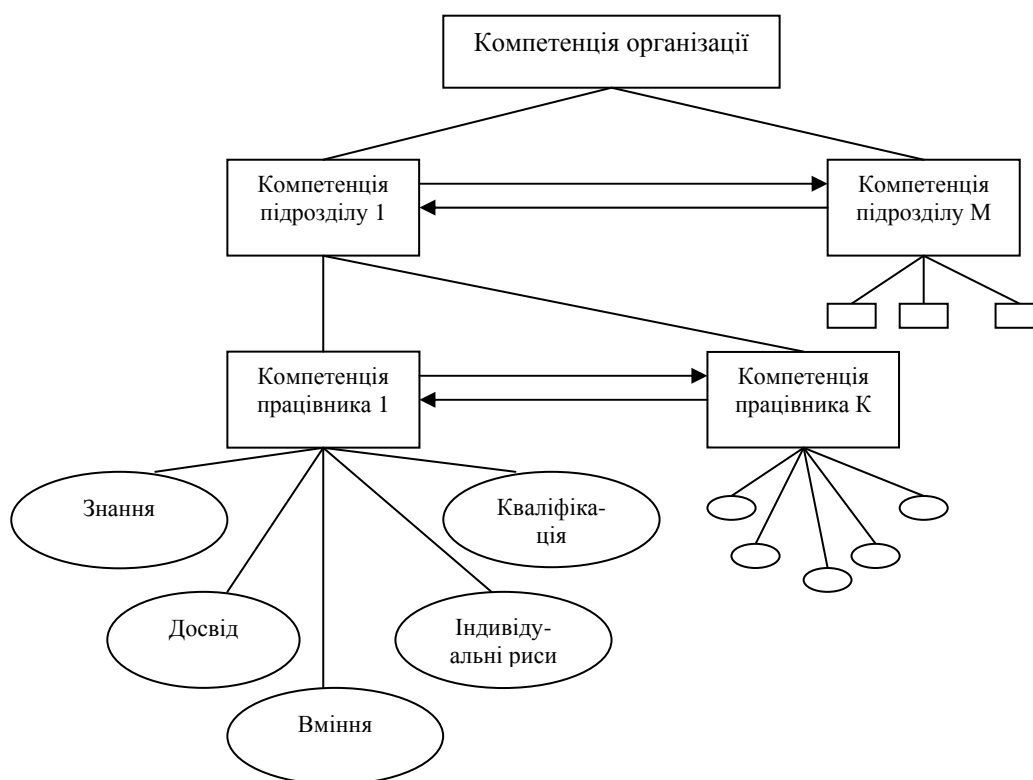 Компетенція організації
Компетенція
підрозділу 1
Компетенція
підрозділу М
Компетенція
працівника 1
Компетенція
працівника К
Знання
Кваліфіка-
ція
Досвід
Індивіду-
альні риси
Вміння